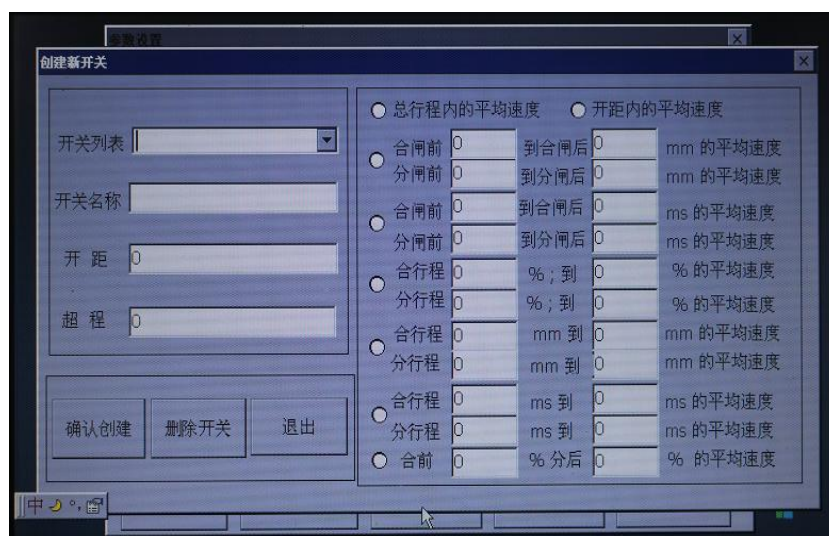 参数设置
创建新开关
开关列表
开关名称
开 距 0
超 程 0
确认创建 删除开关 退出
总行程内的平均速度 开距内的平均速度
合闸前 0 到合闸后 0 mm 的平均速度
分闸前 0 到分闸后 0 mm 的平均速度
合闸前 0 到合闸后 0 ms 的平均速度
分闸前 0 到分闸后 0 ms 的平均速度
合行程 0 % ; 到 0 % 的平均速度
分行程 0 % ; 到 0 % 的平均速度
合行程 0 mm 到 0 mm 的平均速度
分行程 0 mm 到 0 mm 的平均速度
合行程 0 ms 到 0 ms 的平均速度
分行程 0 ms 到 0 ms 的平均速度
合前 0 % 分后 0 % 的平均速度
中